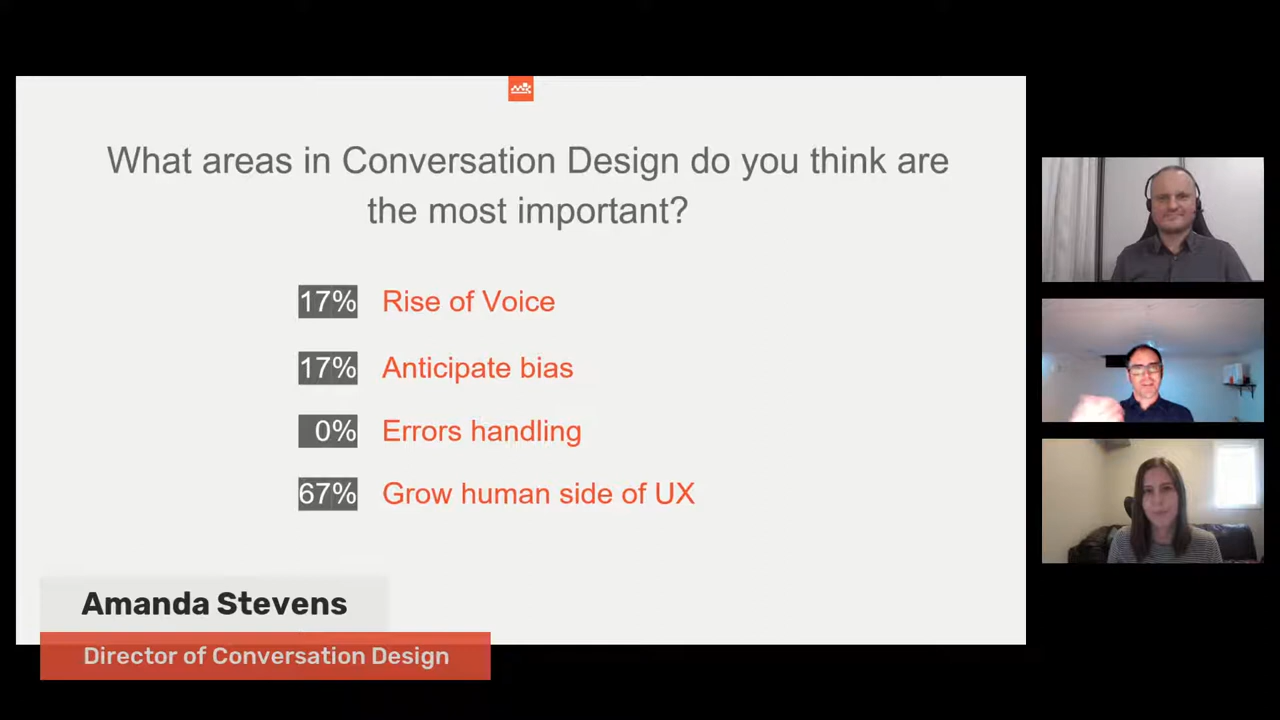 What areas in Conversation Design do you think are
the most important?
17% Rise of Voice
17% Anticipate bias
0% Errors handling
67% Grow human side of UX
Amanda Stevens
Director of Conversation Design